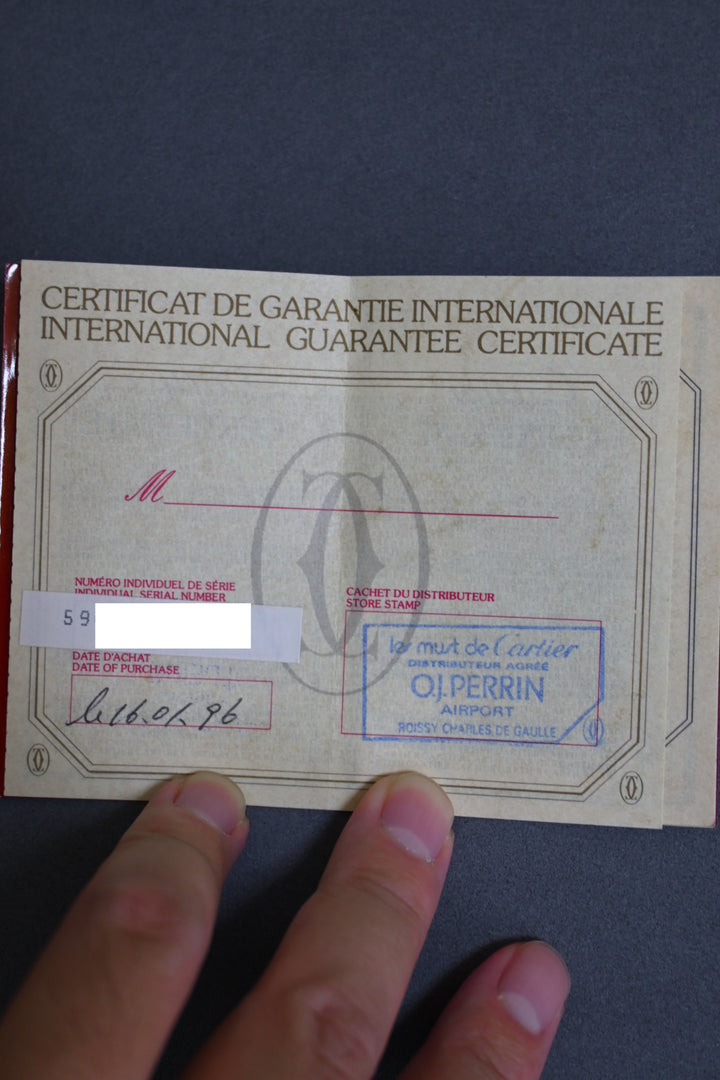 CERTIFICAT DE GARANTIE INTERNATIONALE
INTERNATIONAL GUARANTEE CERTIFICATE
M
NUMÉRO INDIVIDUEL DE SÉRIE
INDIVIDUAL SERIAL NUMBER
59
DATE D'ACHAT
DATE OF PURCHASE
le 16.01.96
CACHET DU DISTRIBUTEUR
STORE STAMP
les must de Cartier
DISTRIBUTEUR AGRÉE
O.J. PERRIN
AIRPORT
ROISSY CHARLES DE GAULLE